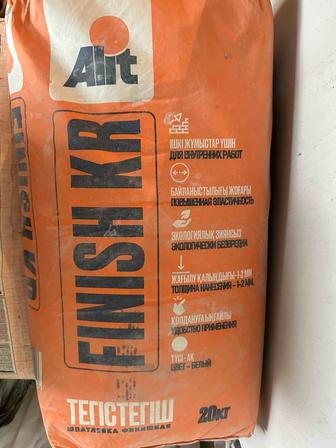 Alit
FINISH KR
ІШКІ ЖҰМЫСТАР ҮШІН
ДЛЯ ВНУТРЕННИХ РАБОТ
БАЙЛАНЫСТЫЛЫҒЫ ЖОҒАРЫ
ПОВЫШЕННАЯ ЭЛАСТИЧНОСТЬ
ЭКОЛОГИЯЛЫҚ ЗИЯНСЫЗ
ЭКОЛОГИЧЕСКИ БЕЗВРЕДНА
ЖАҒЫЛУ ҚАЛЫҢДЫҒЫ -1-2 ММ
ТОЛЩИНА НАНЕСЕНИЯ - 1-2 ММ.
ҚОЛДАНУҒА ЫҢҒАЙЛЫ
УДОБСТВО ПРИМЕНЕНИЯ
ТҮСІ - АҚ
ЦВЕТ - БЕЛЫЙ
ТЕГІСТЕГІШ
ШПАТЛЕВКА ФИНИШНАЯ
20КГ